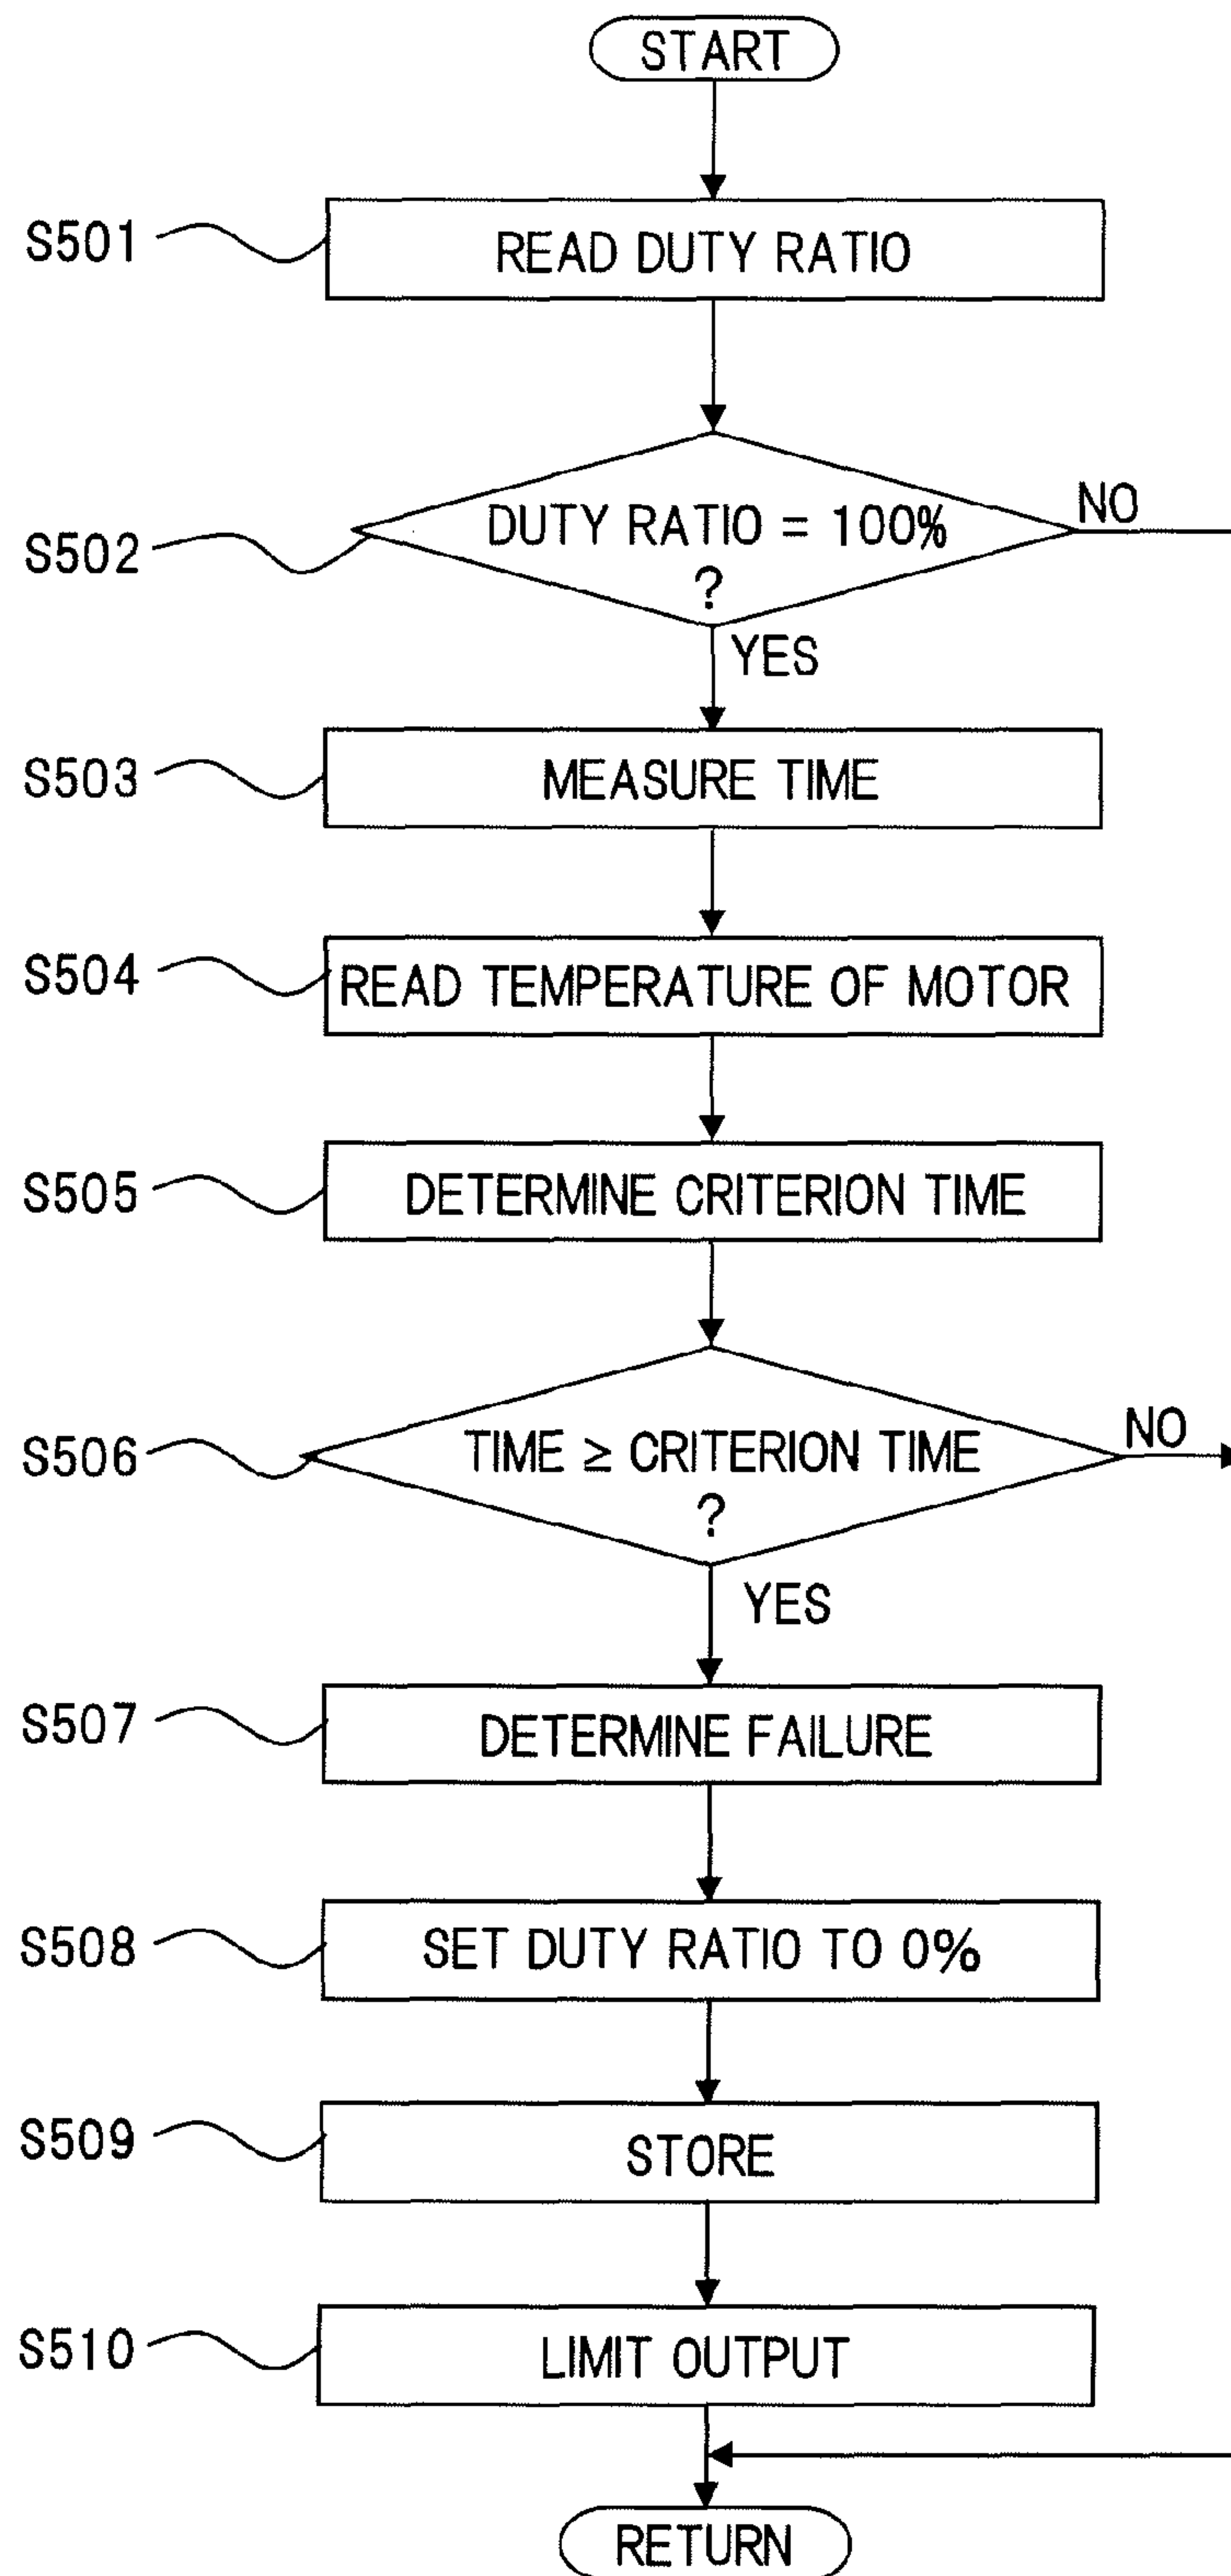 START
S501
READ DUTY RATIO
S502
DUTY RATIO = 100%
?
NO
YES
S503
MEASURE TIME
S504
READ TEMPERATURE OF MOTOR
S505
DETERMINE CRITERION TIME
S506
TIME ≥ CRITERION TIME
?
NO
YES
S507
DETERMINE FAILURE
S508
SET DUTY RATIO TO 0%
S509
STORE
S510
LIMIT OUTPUT
RETURN